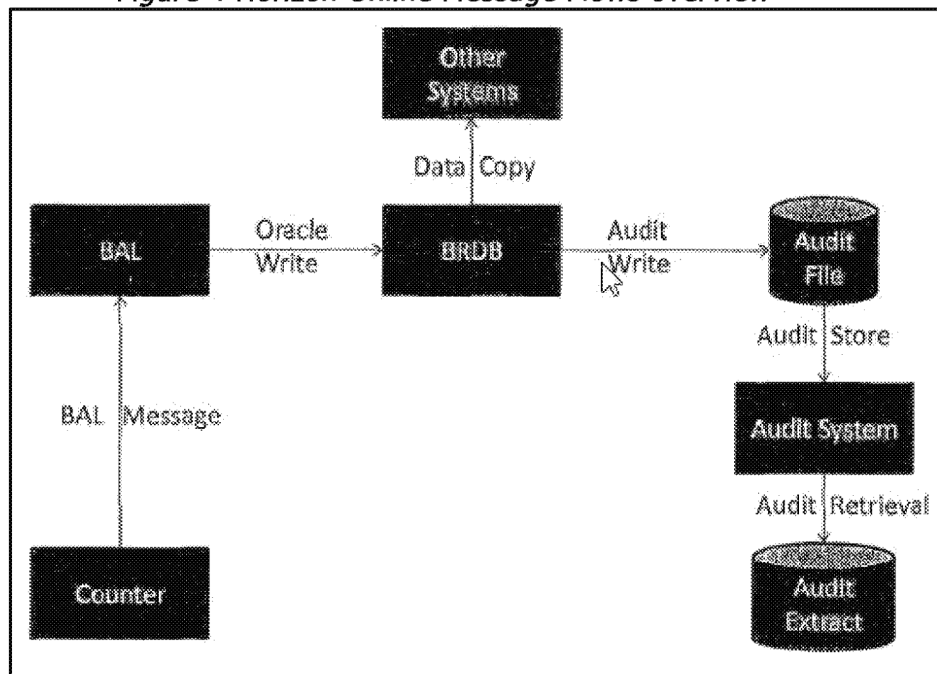 Other
Systems
Data Copy
BAL
Oracle
Write
BRDB
Audit
Write
Audit
File
Audit Store
BAL Message
Audit System
Audit Retrieval
Counter
Audit
Extract